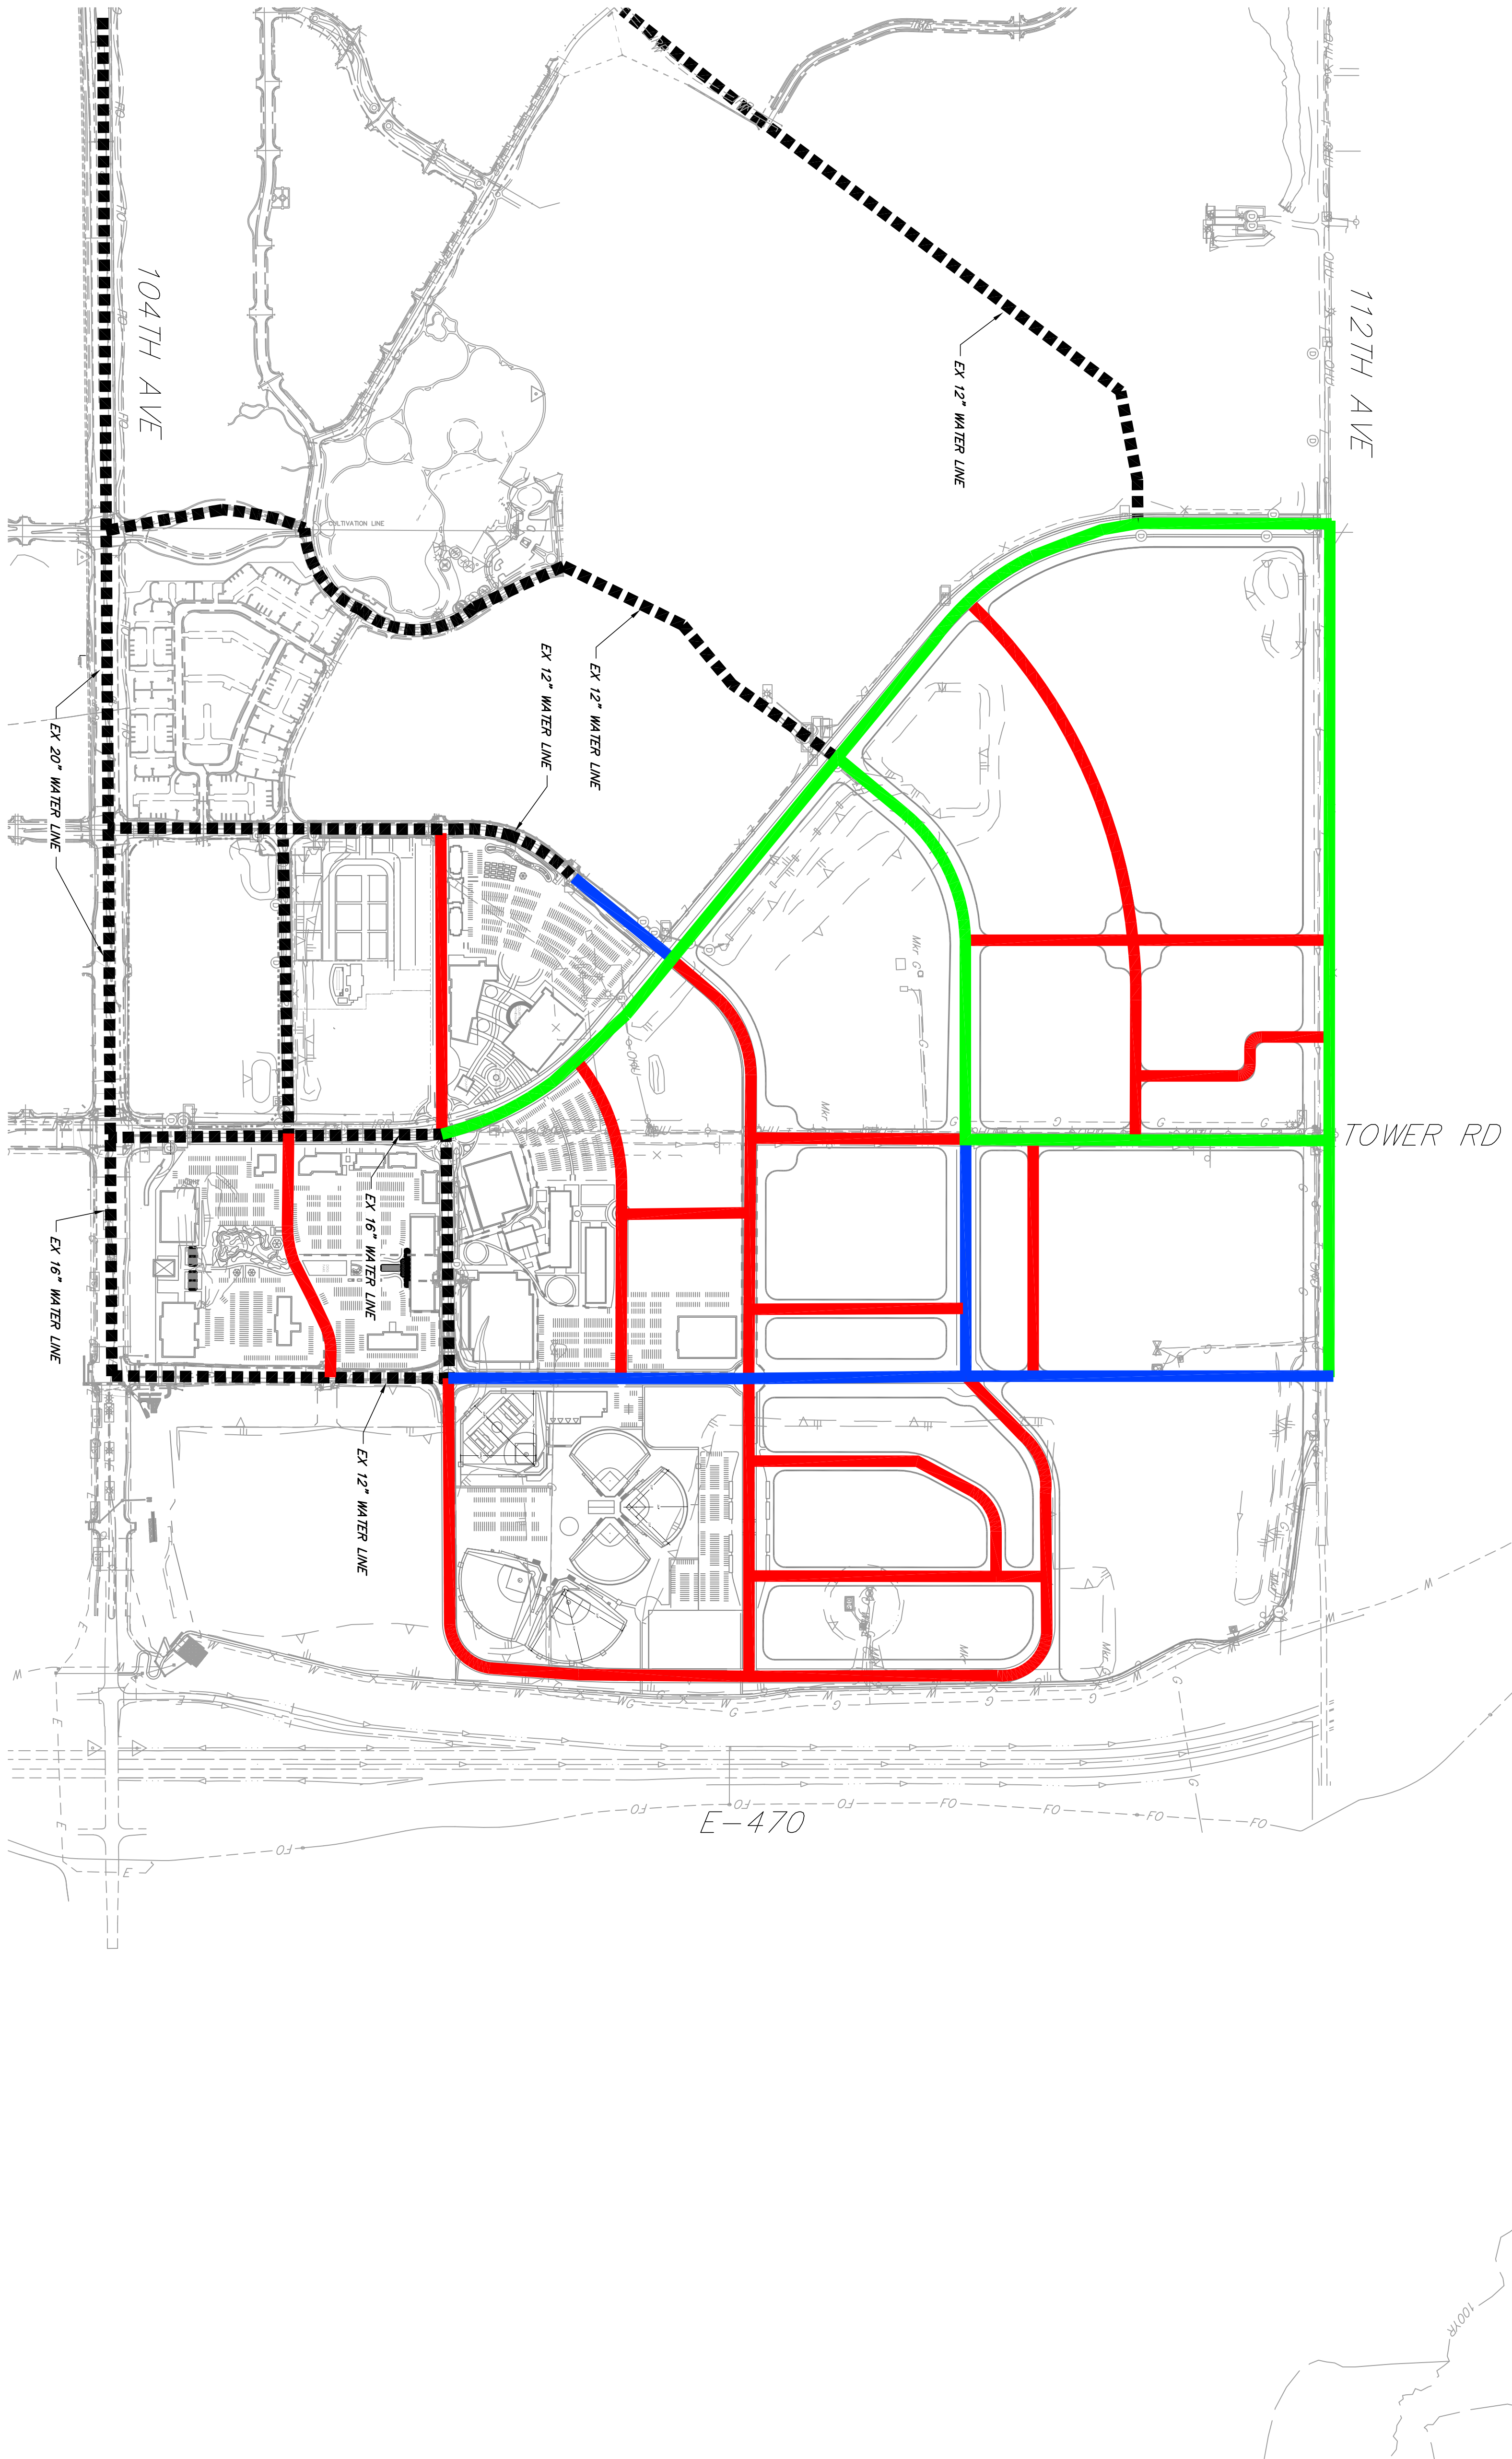 104TH AVE
112TH AVE
EX 12" WATER LINE
CULTIVATION LINE
EX 12" WATER LINE
EX 12" WATER LINE
EX 20" WATER LINE
TOWER RD
EX 16" WATER LINE
EX 16" WATER LINE
EX 12" WATER LINE
E-470
100YR